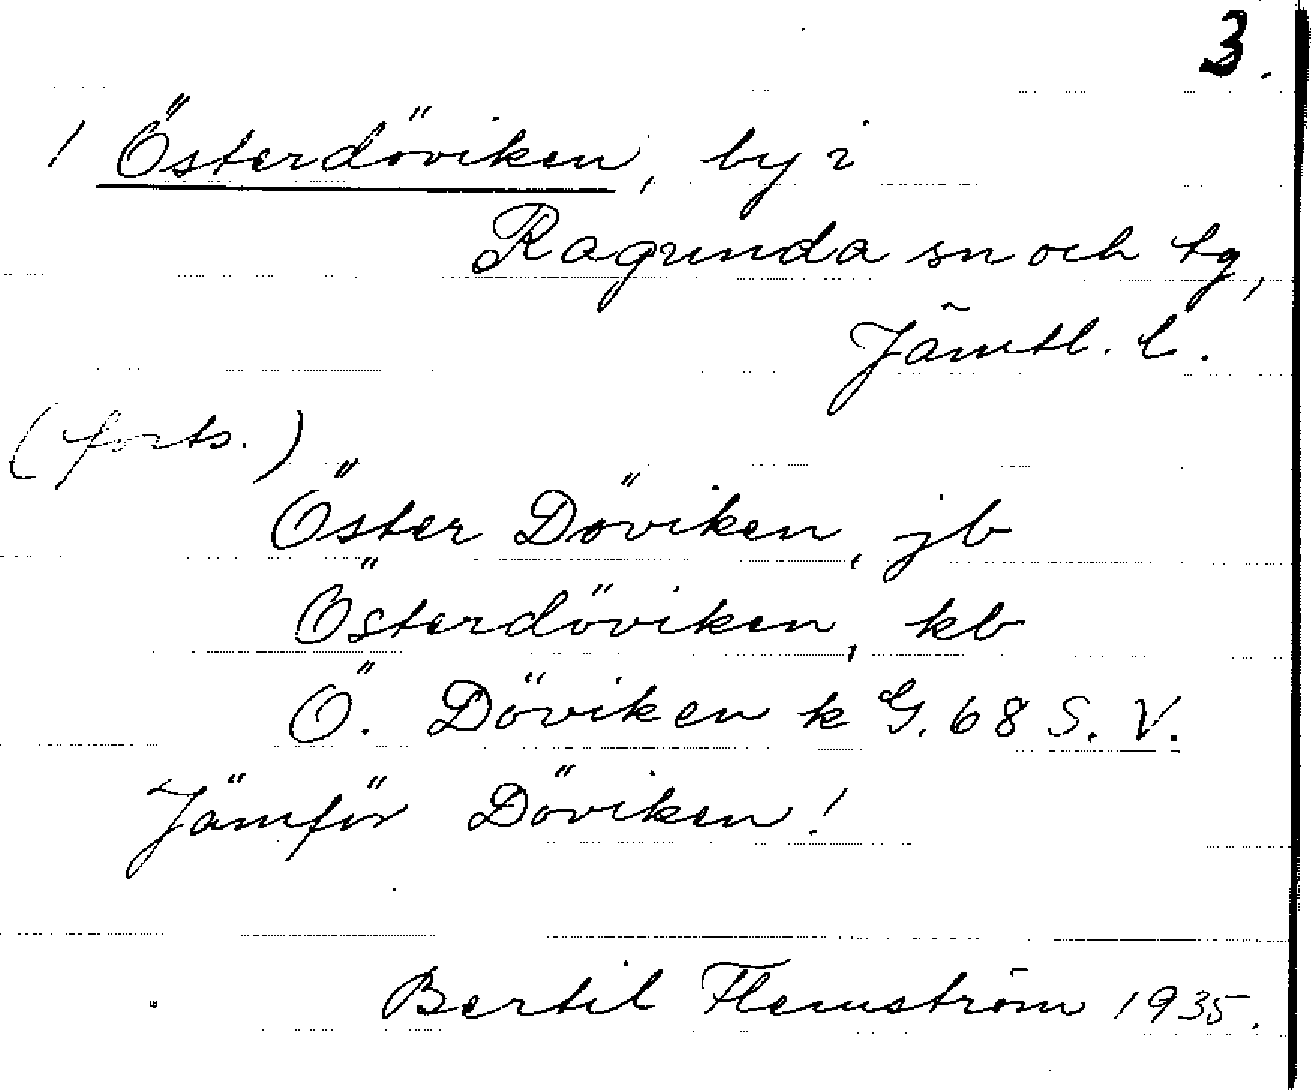 3.
/ Österdöviken, by i
Ragunda sn och tg,
Jämtl. l.
(forts.)
Öster Döviken, jb
Österdöviken, kb
Ö. Döviken k G. 68 S. V.
Jämför Döviken!
Bertil Flemström 1935.